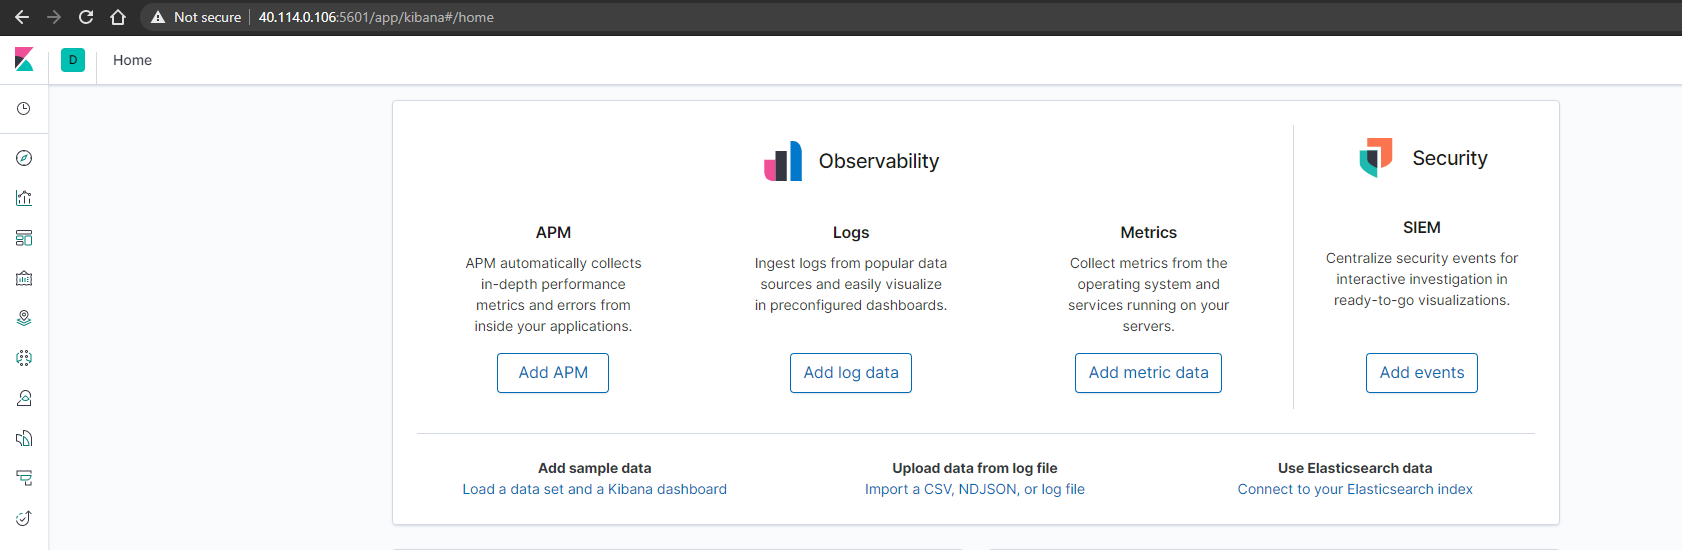 Not secure
40.114.0.106:5601/app/kibana#/home
D
Home
Observability
APM
APM automatically collects
in-depth performance
metrics and errors from
inside your applications.
Add APM
Logs
Ingest logs from popular data
sources and easily visualize
in preconfigured dashboards.
Add log data
Metrics
Collect metrics from the
operating system and
services running on your
servers.
Add metric data
Security
SIEM
Centralize security events for
interactive investigation in
ready-to-go visualizations.
Add events
Add sample data
Load a data set and a Kibana dashboard
Upload data from log file
Import a CSV, NDJSON, or log file
Use Elasticsearch data
Connect to your Elasticsearch index